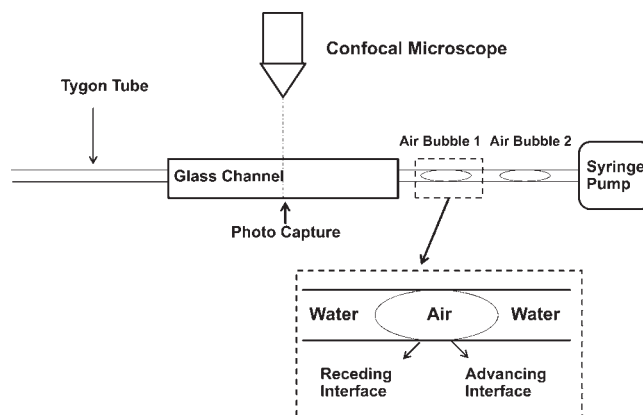 Confocal Microscope
Tygon Tube
Air Bubble 1 Air Bubble 2
Glass Channel
Syringe
Pump
Photo Capture
Water Air Water
Receding Advancing
Interface Interface